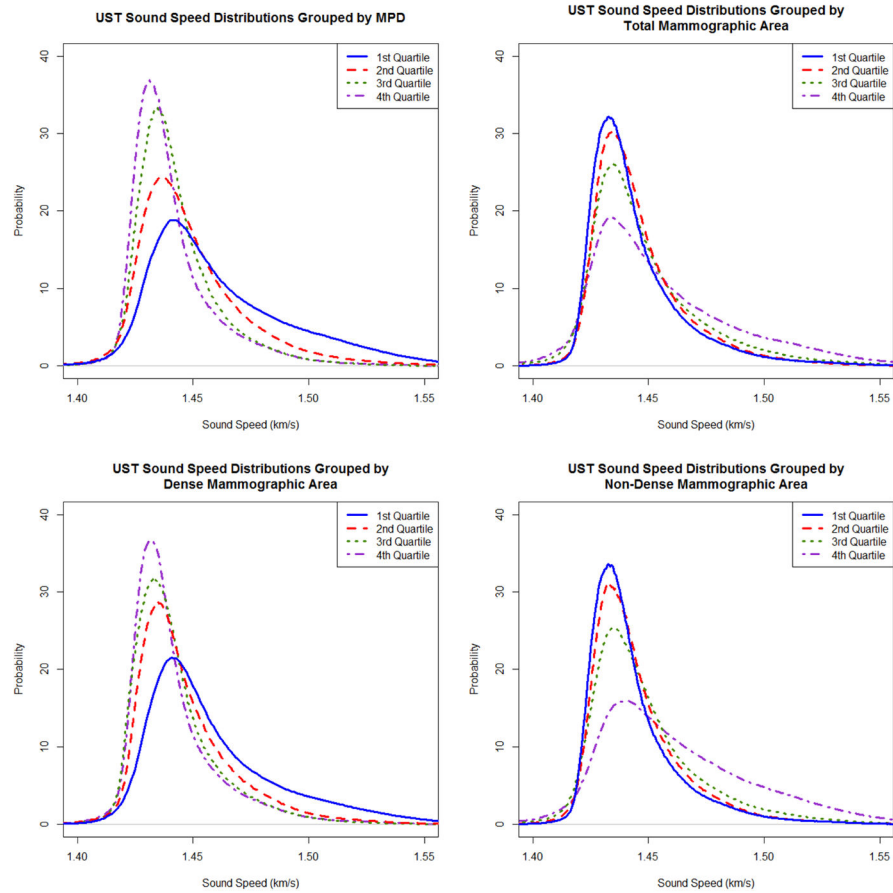 UST Sound Speed Distributions Grouped by MPD
40
30
20
10
0
Probability
1st Quartile
2nd Quartile
3rd Quartile
4th Quartile
1.40 1.45 1.50 1.55
Sound Speed (km/s)
UST Sound Speed Distributions Grouped by
Total Mammographic Area
40
30
20
10
0
Probability
1st Quartile
2nd Quartile
3rd Quartile
4th Quartile
1.40 1.45 1.50 1.55
Sound Speed (km/s)
UST Sound Speed Distributions Grouped by
Dense Mammographic Area
40
30
20
10
0
Probability
1st Quartile
2nd Quartile
3rd Quartile
4th Quartile
1.40 1.45 1.50 1.55
Sound Speed (km/s)
UST Sound Speed Distributions Grouped by
Non-Dense Mammographic Area
40
30
20
10
0
Probability
1st Quartile
2nd Quartile
3rd Quartile
4th Quartile
1.40 1.45 1.50 1.55
Sound Speed (km/s)